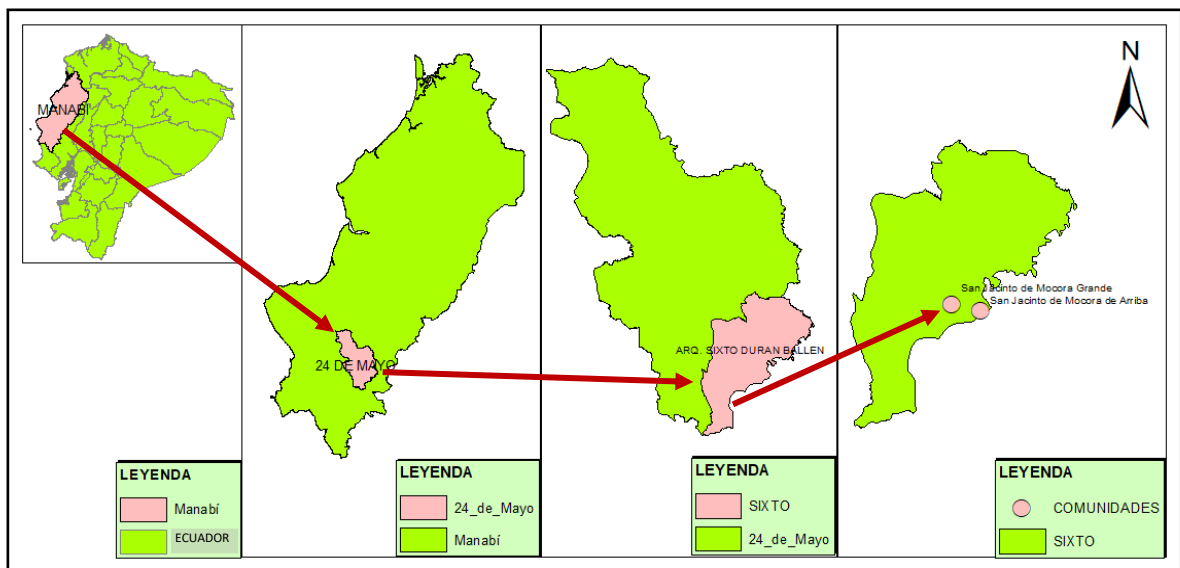 MANABÍ
LEYENDA
Manabí
ECUADOR
24 DE MAYO
LEYENDA
24_de_Mayo
Manabí
ARQ. SIXTO DURAN BALLEN
LEYENDA
SIXTO
24_de_Mayo
N
San Jacinto de Mocora Grande
San Jacinto de Mocora de Arriba
LEYENDA
COMUNIDADES
SIXTO